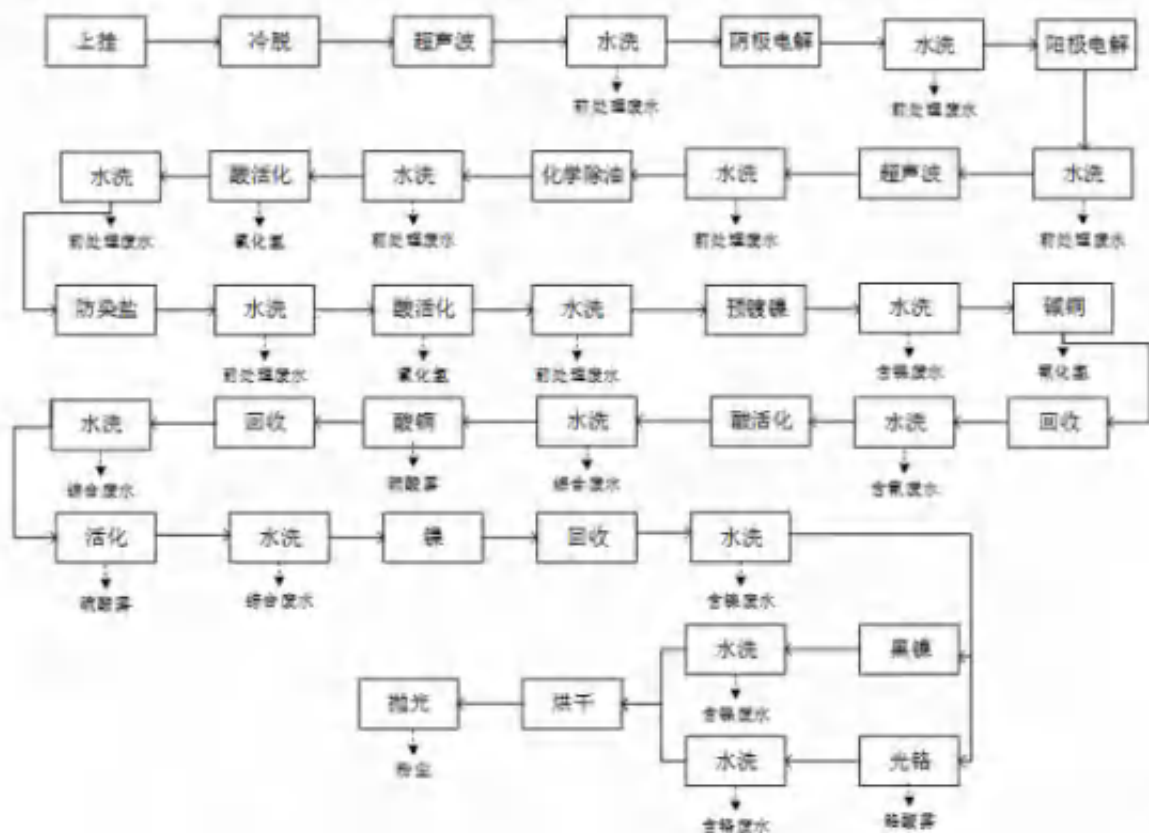 上挂 冷脱 超声波 水洗 阴极电解 水洗 阳极电解
前处理废水 前处理废水
水洗 酸活化 水洗 化学除油 水洗 超声波 水洗
前处理废水 氯化氢 前处理废水 前处理废水 前处理废水
防染盐 水洗 酸活化 水洗 预镀镍 水洗 碱铜
前处理废水 氯化氢 前处理废水 含镍废水 氰化氢
水洗 回收 酸铜 水洗 酸活化 水洗 回收
综合废水 硫酸雾 综合废水 含氰废水
活化 水洗 镍 回收 水洗
硫酸雾 综合废水 含镍废水
水洗 黑镍
抛光 烘干 含镍废水
水洗 光铬
粉尘
含铬废水 铬酸雾